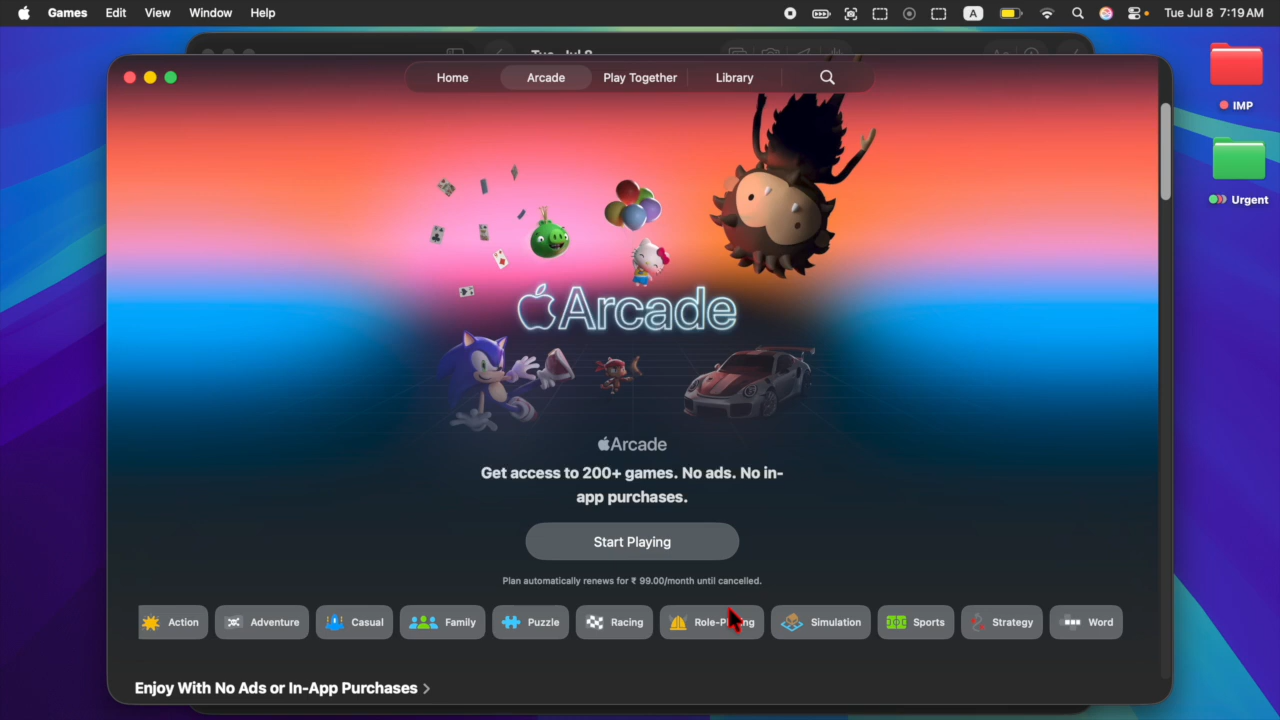 Games Edit View Window Help A Tue Jul 8 7:19 AM
Tue, Jul 8
Home Arcade Play Together Library
IMP
Urgent
Arcade
Arcade
Get access to 200+ games. No ads. No in-
app purchases.
Start Playing
Plan automatically renews for ₹ 99.00/month until cancelled.
Action Adventure Casual Family Puzzle Racing Simulation Sports Strategy Word
Enjoy With No Ads or In-App Purchases >